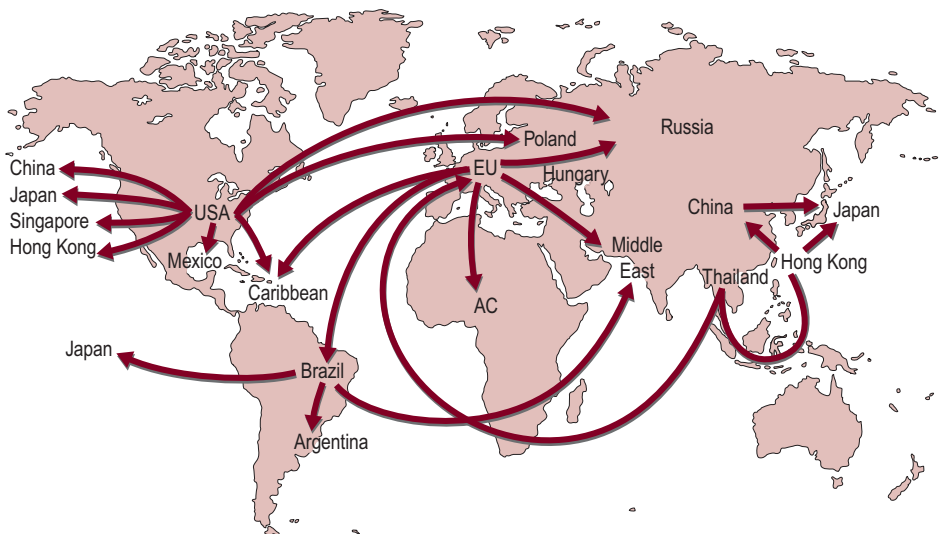 Russia
Poland
EU
Hungary
China
Japan
Singapore
Hong Kong
USA
Mexico
Caribbean
China
Japan
Middle
East
Thailand
Hong Kong
AC
Japan
Brazil
Argentina